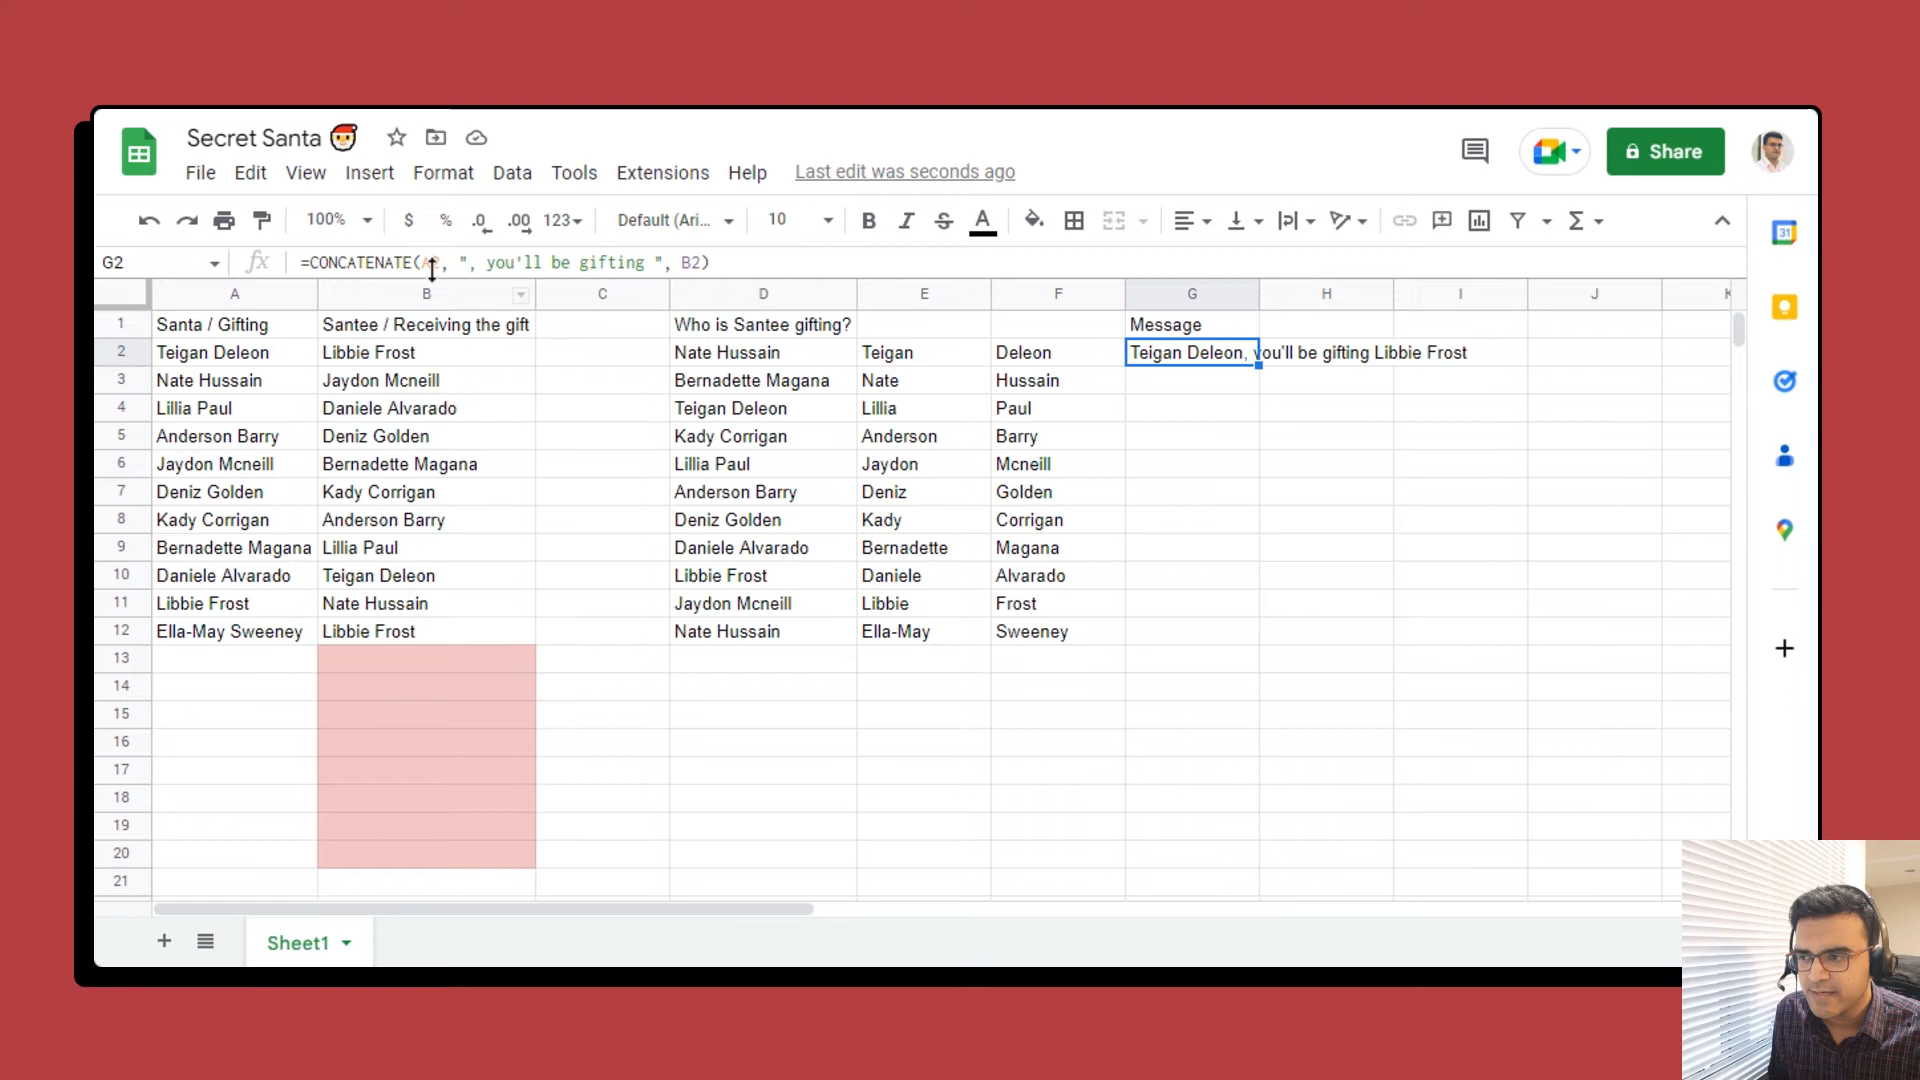 Secret Santa
File Edit View Insert Format Data Tools Extensions Help Last edit was seconds ago
Share
100% $ % .0 .00 123 Default (Ari... 10 B I S A
31
G2 fx =CONCATENATE(A2, ", you'll be gifting ", B2)
A B C D E F G H I J K
1 Santa / Gifting Santee / Receiving the gift Who is Santee gifting? Message
2 Teigan Deleon Libbie Frost Nate Hussain Teigan Deleon Teigan Deleon, you'll be gifting Libbie Frost
3 Nate Hussain Jaydon Mcneill Bernadette Magana Nate Hussain
4 Lillia Paul Daniele Alvarado Teigan Deleon Lillia Paul
5 Anderson Barry Deniz Golden Kady Corrigan Anderson Barry
6 Jaydon Mcneill Bernadette Magana Lillia Paul Jaydon Mcneill
7 Deniz Golden Kady Corrigan Anderson Barry Deniz Golden
8 Kady Corrigan Anderson Barry Deniz Golden Kady Corrigan
9 Bernadette Magana Lillia Paul Daniele Alvarado Bernadette Magana
10 Daniele Alvarado Teigan Deleon Libbie Frost Daniele Alvarado
11 Libbie Frost Nate Hussain Jaydon Mcneill Libbie Frost
12 Ella-May Sweeney Libbie Frost Nate Hussain Ella-May Sweeney
13
14
15
16
17
18
19
20
21
Sheet1